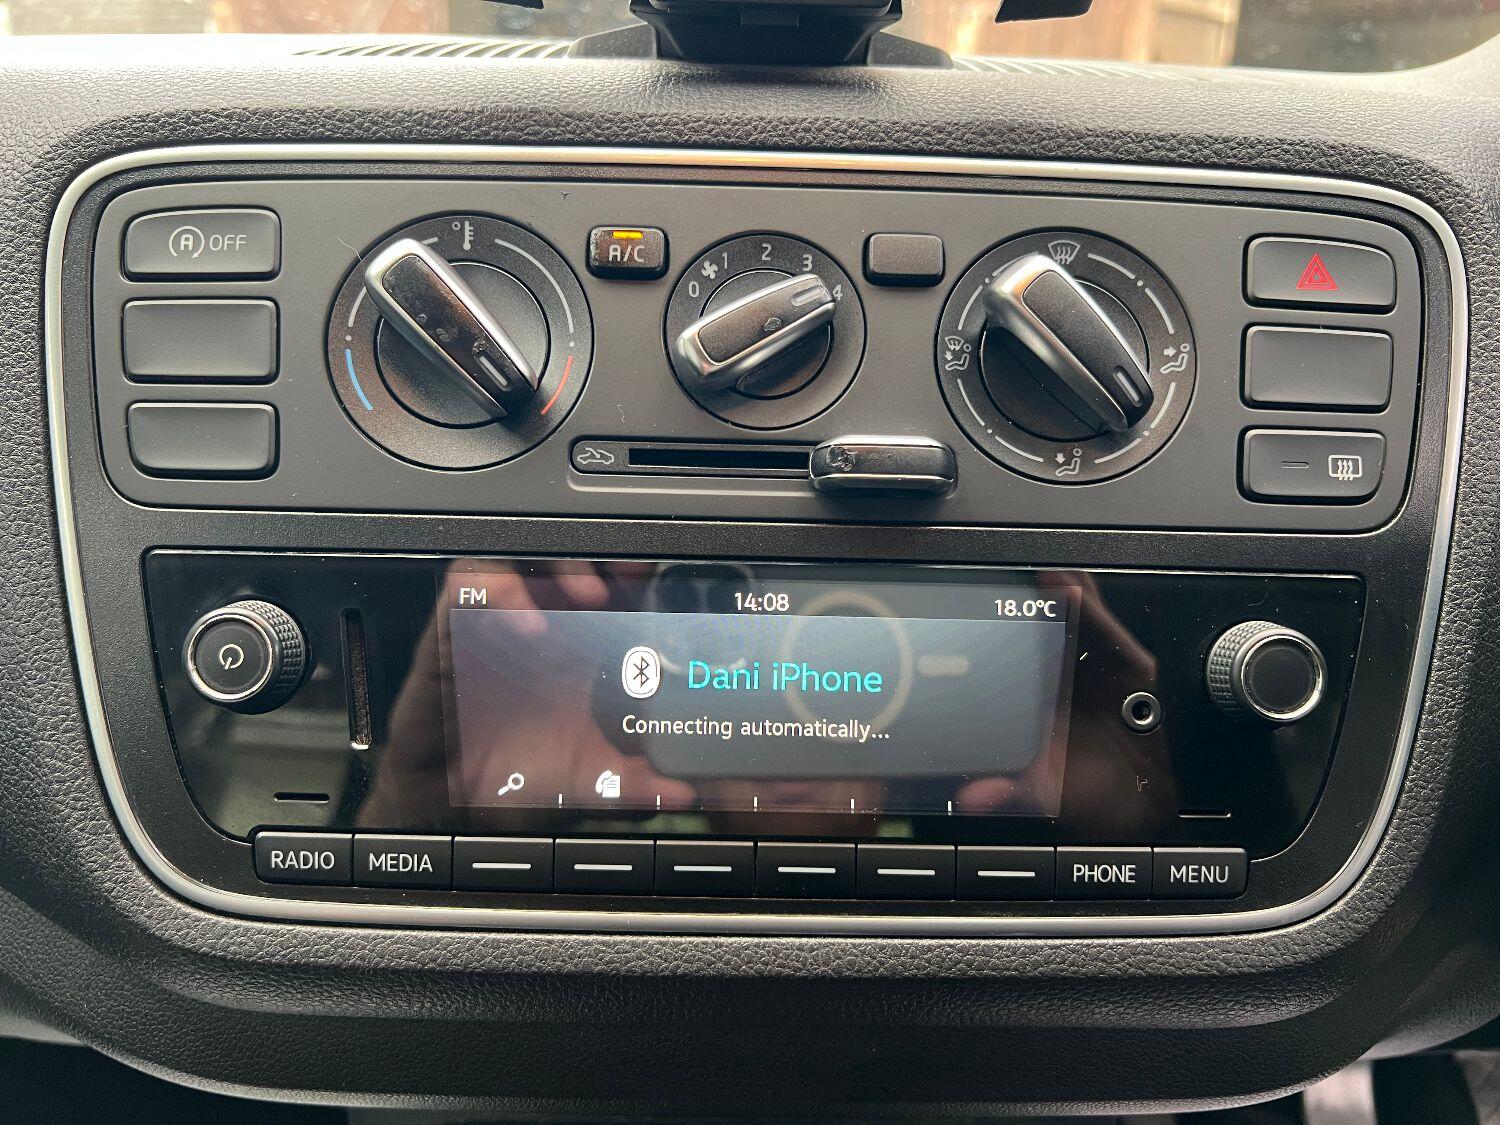 A OFF
A/C
0 1 2 3 4
FM 14:08 18.0°C
Dani iPhone
Connecting automatically...
RADIO MEDIA PHONE MENU